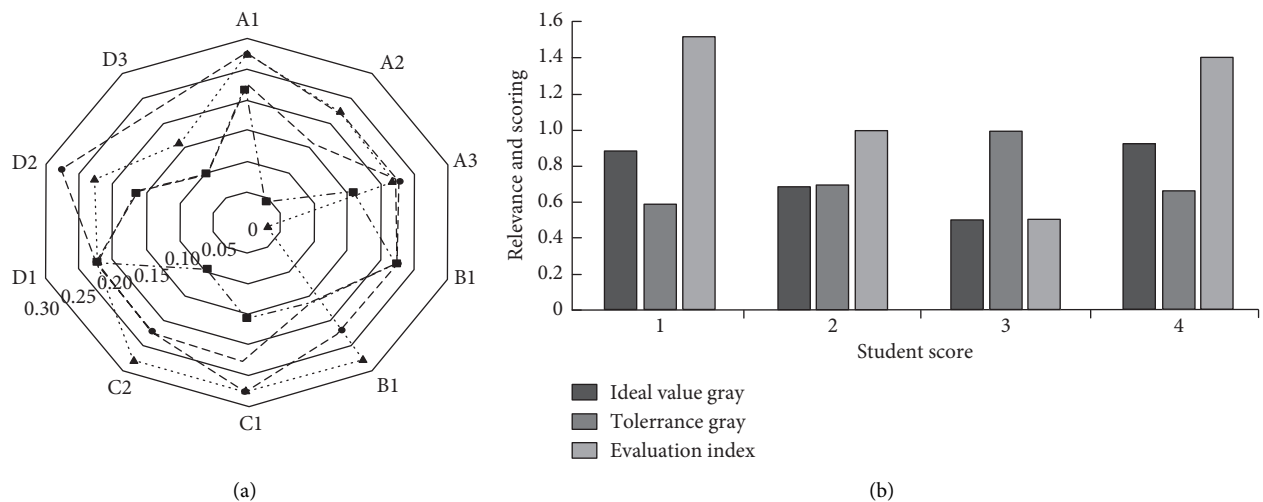 A1
A2
A3
B1
B1
C1
C2
D1
D2
D3
0
0.05
0.10
0.15
0.20
0.25
0.30
(a)
Relevance and scoring
1.6
1.4
1.2
1.0
0.8
0.6
0.4
0.2
0
1 2 3 4
Student score
Ideal value gray
Tolerrance gray
Evaluation index
(b)